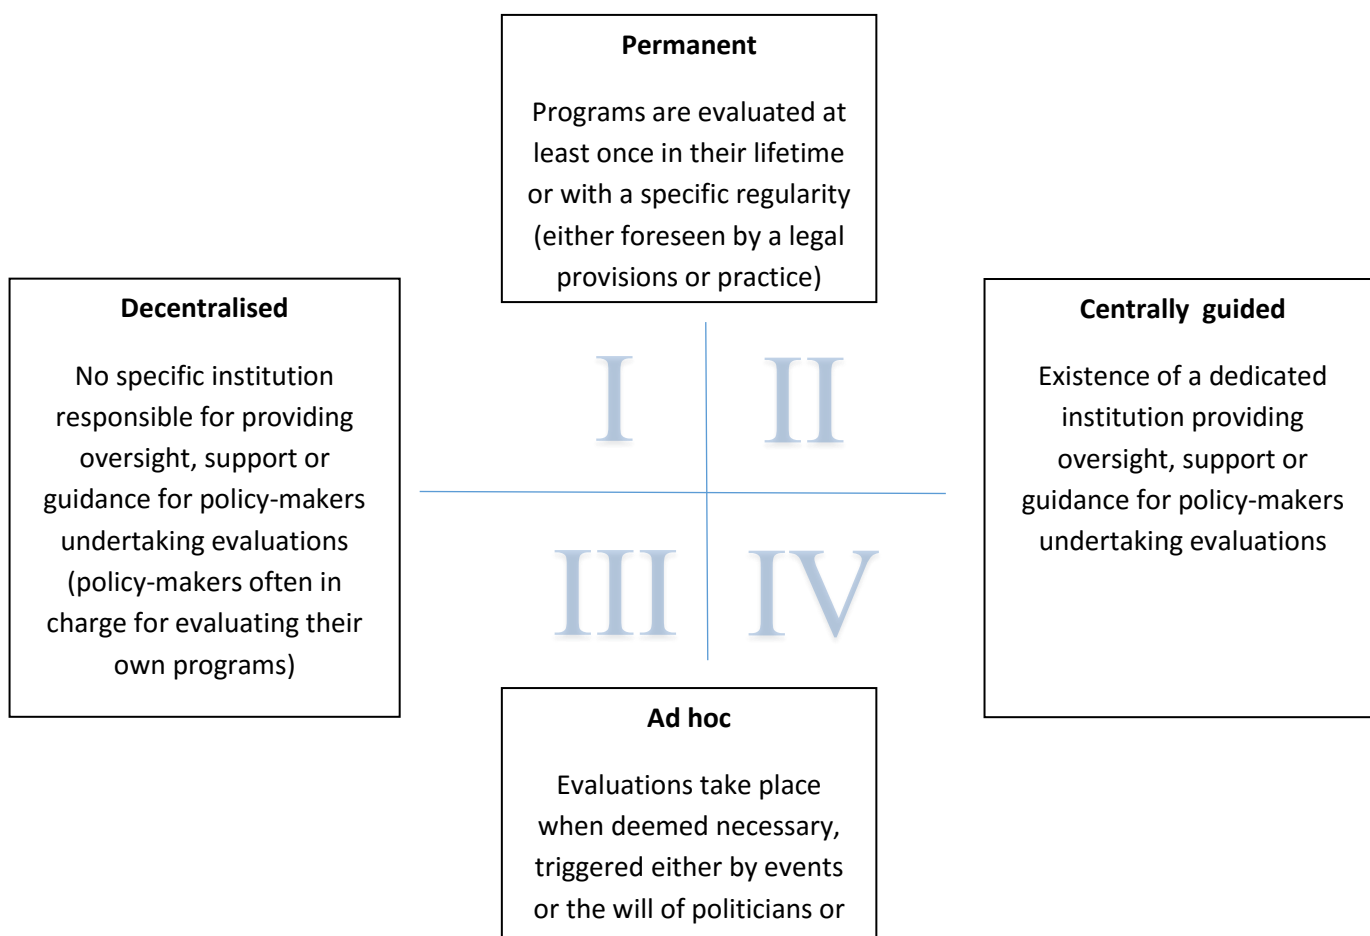 Permanent
Programs are evaluated at
least once in their lifetime
or with a specific regularity
(either foreseen by a legal
provisions or practice)
Decentralised
No specific institution
responsible for providing
oversight, support or
guidance for policy-makers
undertaking evaluations
(policy-makers often in
charge for evaluating their
own programs)
I
II
III
IV
Centrally guided
Existence of a dedicated
institution providing
oversight, support or
guidance for policy-makers
undertaking evaluations
Ad hoc
Evaluations take place
when deemed necessary,
triggered either by events
or the will of politicians or